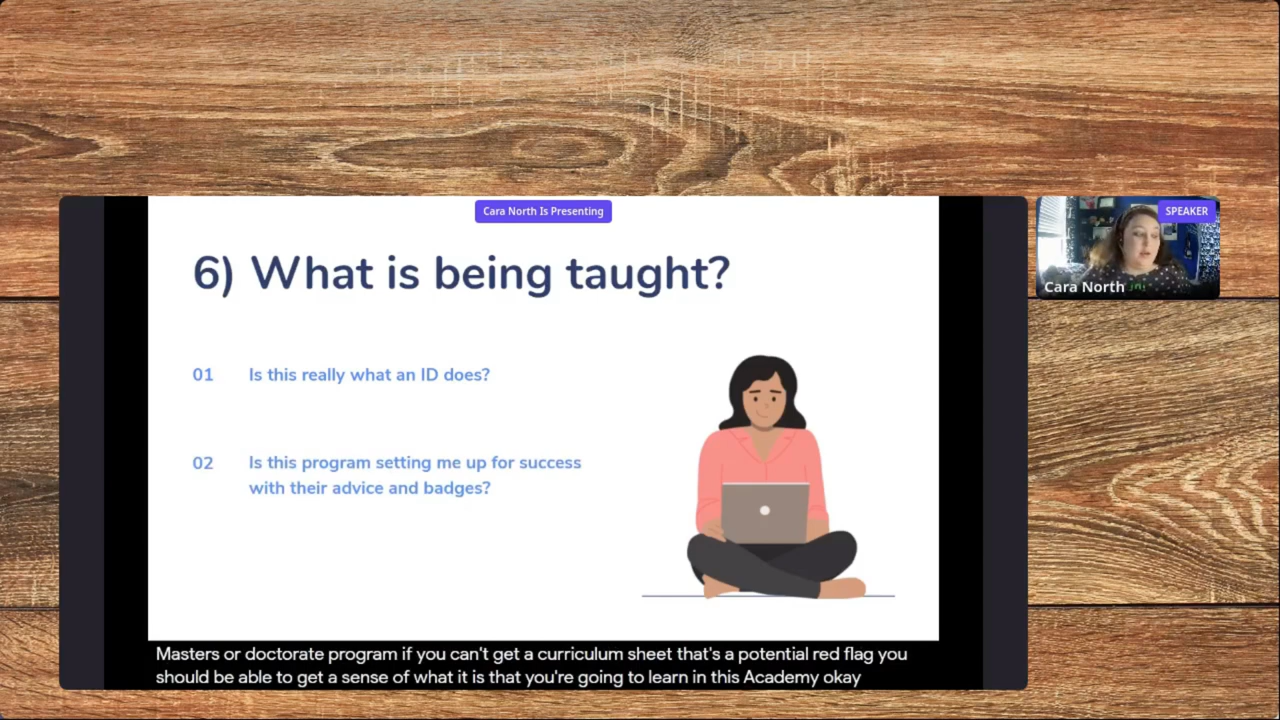 Cara North Is Presenting
SPEAKER
6) What is being taught?
Cara North
01 Is this really what an ID does?
02 Is this program setting me up for success
with their advice and badges?
Masters or doctorate program if you can't get a curriculum sheet that's a potential red flag you
should be able to get a sense of what it is that you're going to learn in this Academy okay